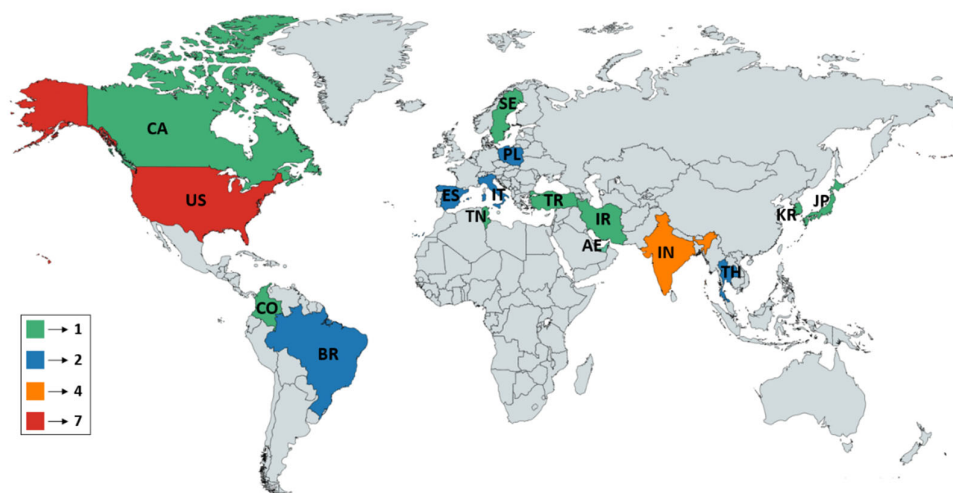 SE
CA
PL
US
ES
IT
TR
KR
JP
TN
IR
AE
IN
TH
CO
BR
→ 1
→ 2
→ 4
→ 7